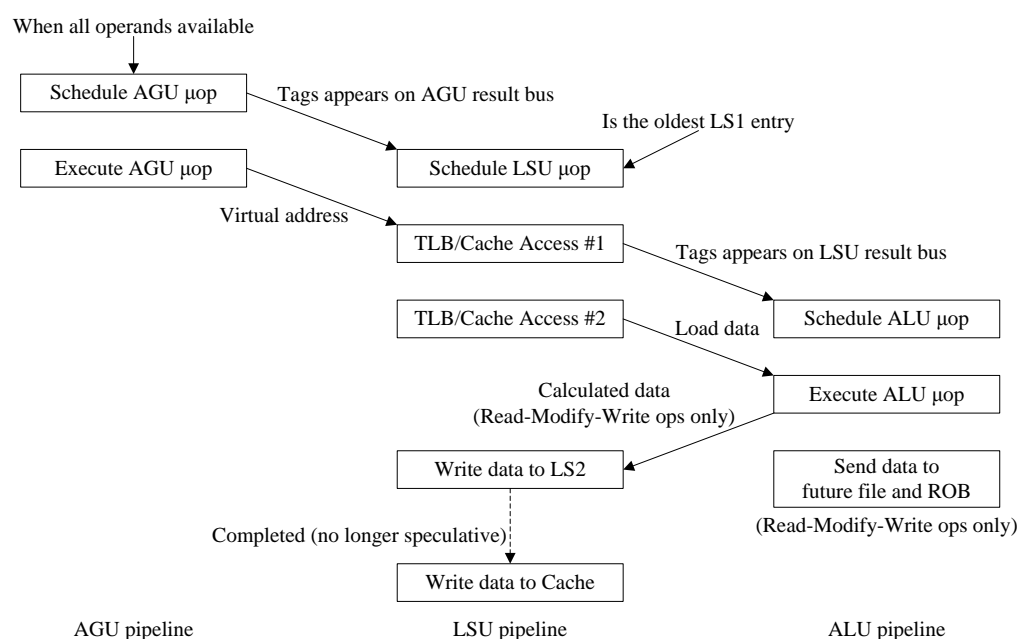 When all operands available
Schedule AGU μop
Tags appears on AGU result bus
Is the oldest LS1 entry
Execute AGU μop
Schedule LSU μop
Virtual address
TLB/Cache Access #1
Tags appears on LSU result bus
TLB/Cache Access #2
Load data
Schedule ALU μop
Calculated data
(Read-Modify-Write ops only)
Execute ALU μop
Write data to LS2
Send data to
future file and ROB
(Read-Modify-Write ops only)
Completed (no longer speculative)
Write data to Cache
AGU pipeline
LSU pipeline
ALU pipeline